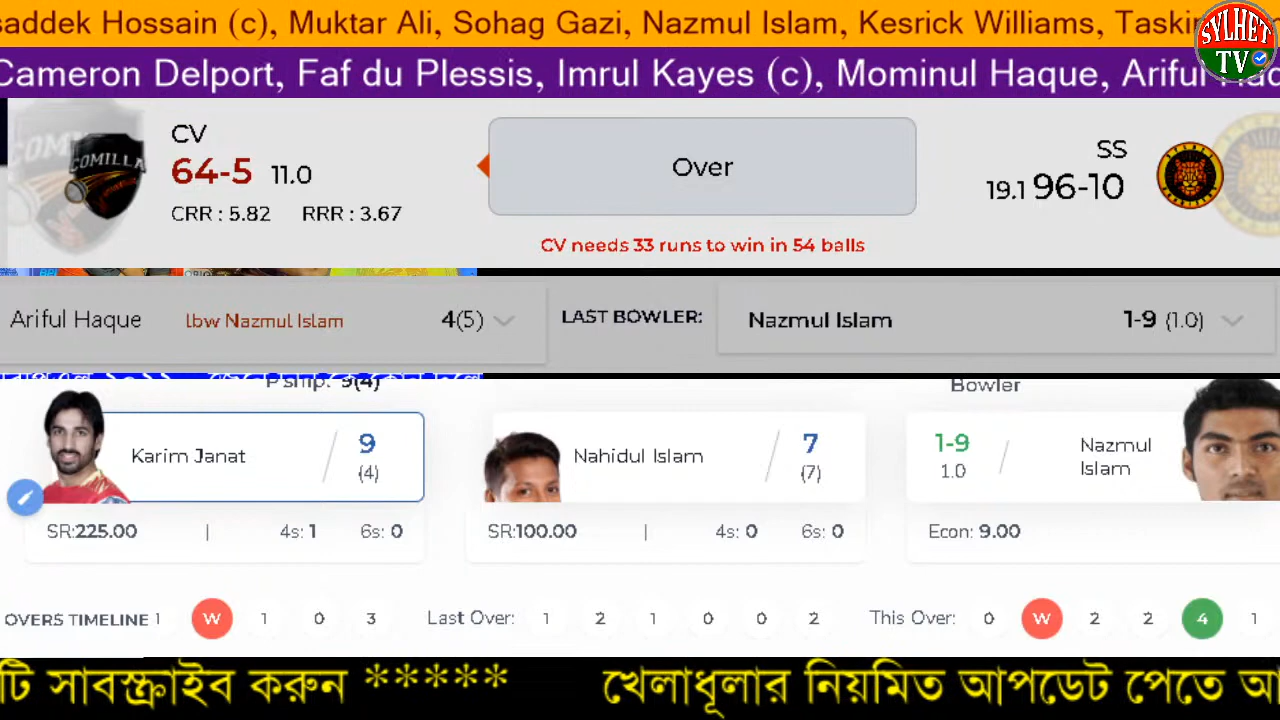 saddek Hossain (c), Muktar Ali, Sohag Gazi, Nazmul Islam, Kesrick Williams, Taskin
SYLHET
TV
Cameron Delport, Faf du Plessis, Imrul Kayes (c), Mominul Haque, Ariful Haq
COMILLA
CV
64-5 11.0
CRR : 5.82 RRR : 3.67
Over
CV needs 33 runs to win in 54 balls
SS
19.1 96-10
Ariful Haque lbw Nazmul Islam 4(5) LAST BOWLER: Nazmul Islam 1-9 (1.0)
P'ship: 9(4) Bowler
Karim Janat 9 (4)
SR:225.00 | 4s: 1 6s: 0
Nahidul Islam 7 (7)
SR:100.00 | 4s: 0 6s: 0
1-9 1.0 Nazmul Islam
Econ: 9.00
OVERS TIMELINE 1 W 1 0 3 Last Over: 1 2 1 0 0 2 This Over: 0 W 2 2 4 1
টি সাবস্ক্রাইব করুন ***** খেলাধূলার নিয়মিত আপডেট পেতে আ